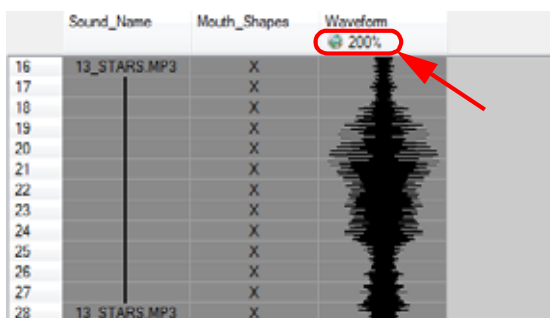 Sound_Name Mouth_Shapes Waveform
200%
16 13_STARS.MP3 X
17 X
18 X
19 X
20 X
21 X
22 X
23 X
24 X
25 X
26 X
27 X
28 13_STARS.MP3 X